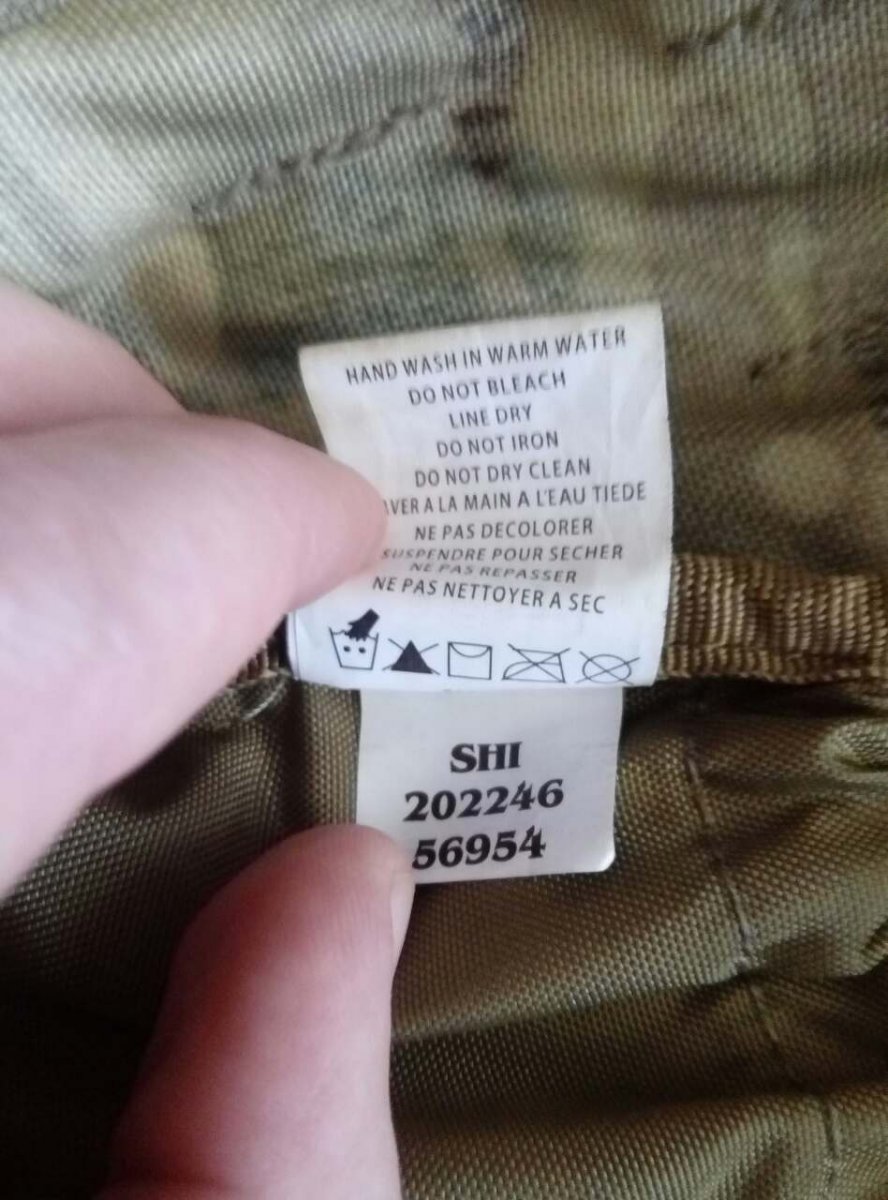 HAND WASH IN WARM WATER
DO NOT BLEACH
LINE DRY
DO NOT IRON
DO NOT DRY CLEAN
A LA MAIN A L'EAU TIEDE
NE PAS DECOLORER
SUSPENDRE POUR SECHER
NE PAS REPASSER
NE PAS NETTOYER A SEC
SHI
202246
56954